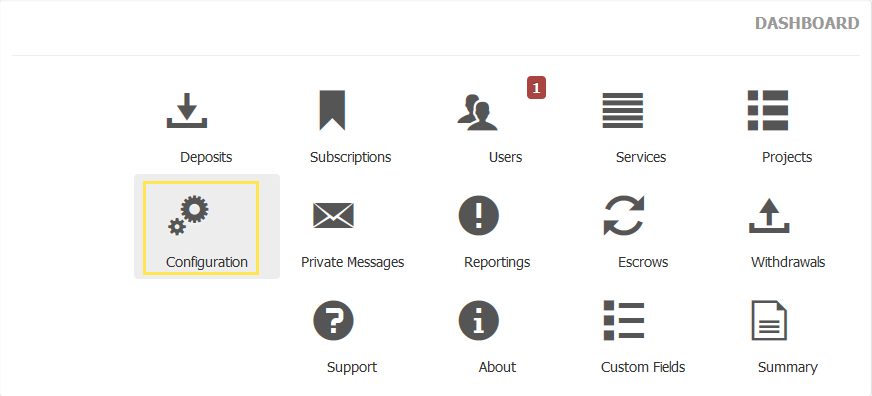 DASHBOARD
1
Deposits
Subscriptions
Users
Services
Projects
Configuration
Private Messages
Reportings
Escrows
Withdrawals
Support
About
Custom Fields
Summary